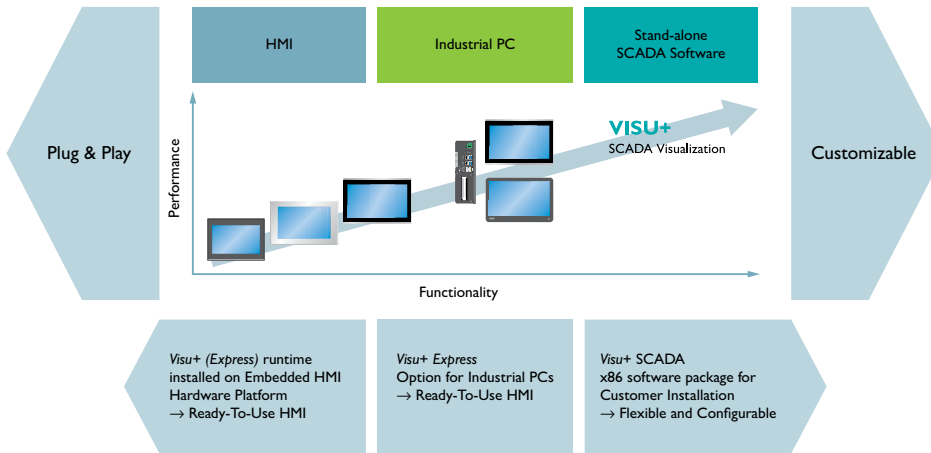 HMI
Industrial PC
Stand-alone
SCADA Software
Plug & Play
Performance
VISU+
SCADA Visualization
Customizable
Functionality
Visu+ (Express) runtime
installed on Embedded HMI
Hardware Platform
→ Ready-To-Use HMI
Visu+ Express
Option for Industrial PCs
→ Ready-To-Use HMI
Visu+ SCADA
x86 software package for
Customer Installation
→ Flexible and Configurable